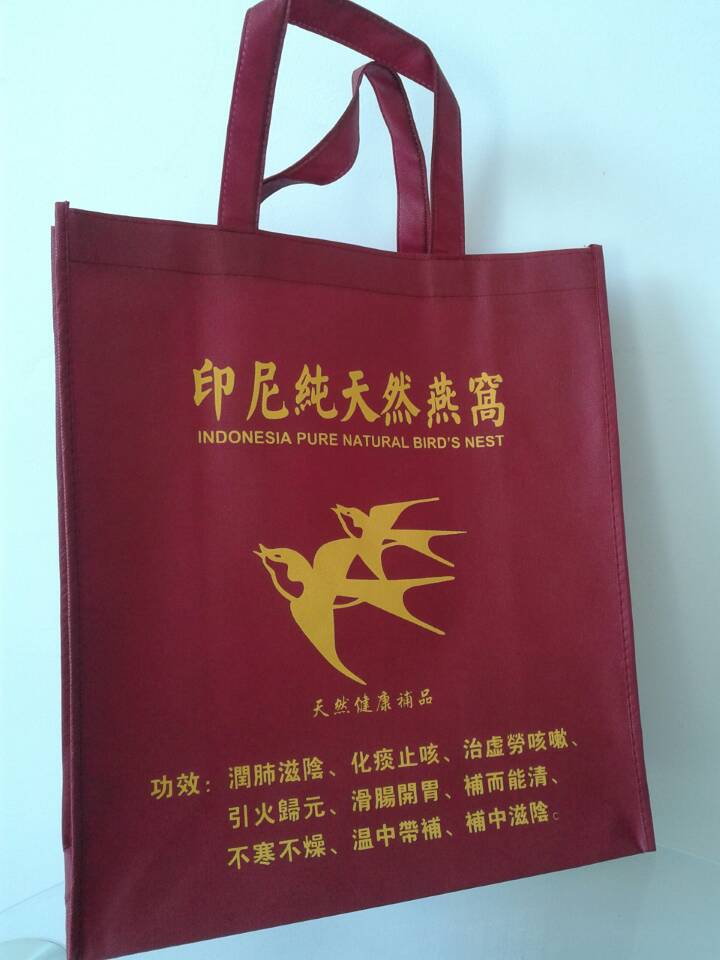 印尼純天然燕窩
INDONESIA PURE NATURAL BIRD'S NEST
天然健康補品
功效：潤肺滋陰、化痰止咳、治虛勞咳嗽、
引火歸元、滑腸開胃、補而能清、
不寒不燥、温中帶補、補中滋陰。